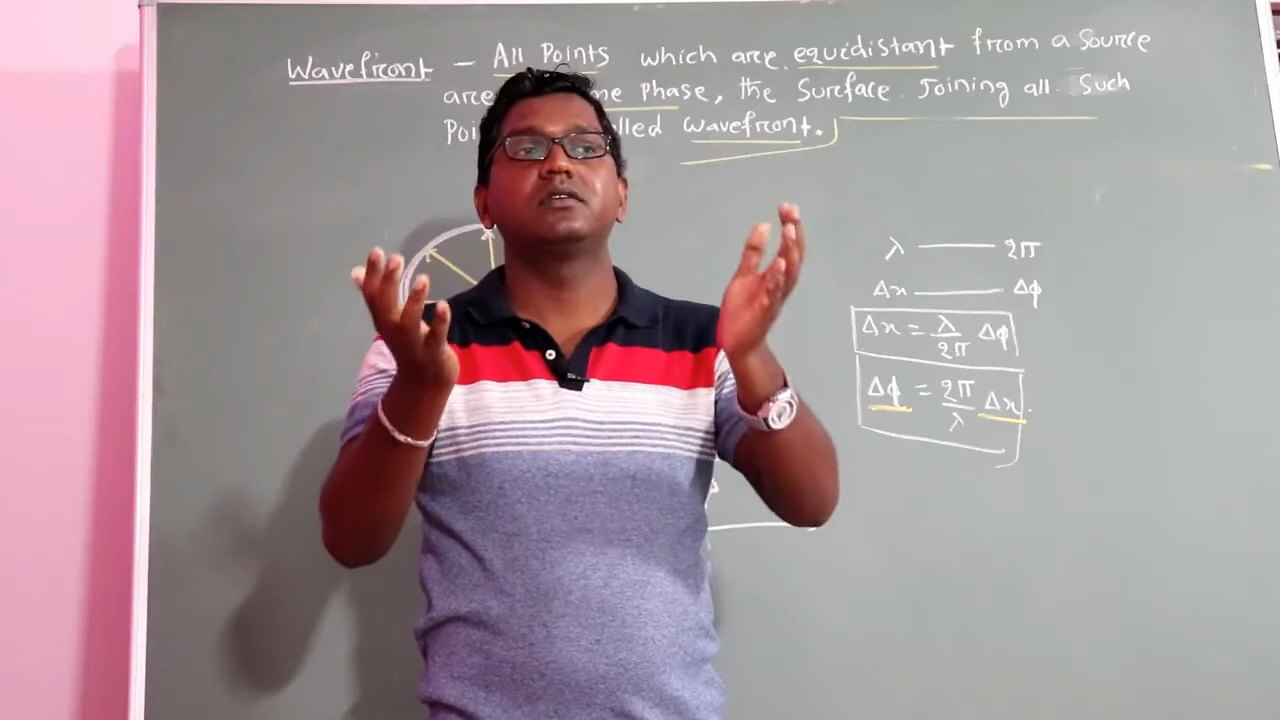 Wavefront - All Points which are equidistant from a Source
are me phase, the Surface Joining all Such
Poi lled wavefront.
λ — 2π
Δx — Δϕ
Δx = λ/2π Δϕ
Δϕ = 2π/λ Δx.